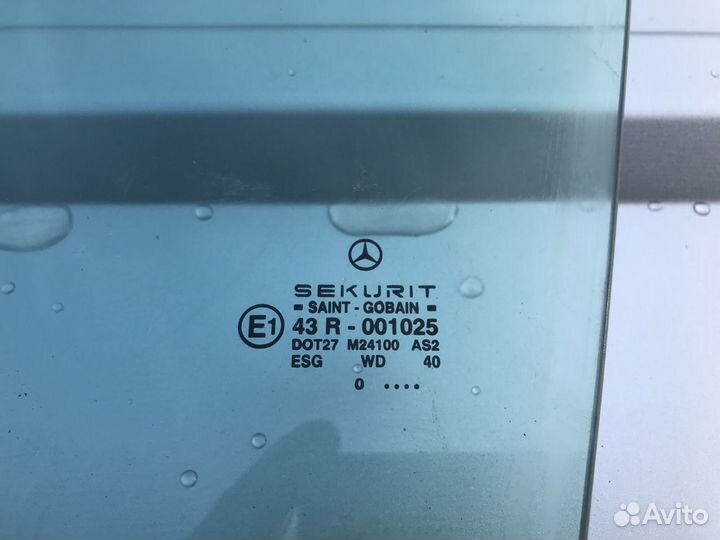 SEKURIT
SAINT - GOBAIN
E1 43 R - 001025
DOT27 M24100 AS2
ESG WD 40
0 ....
Avito